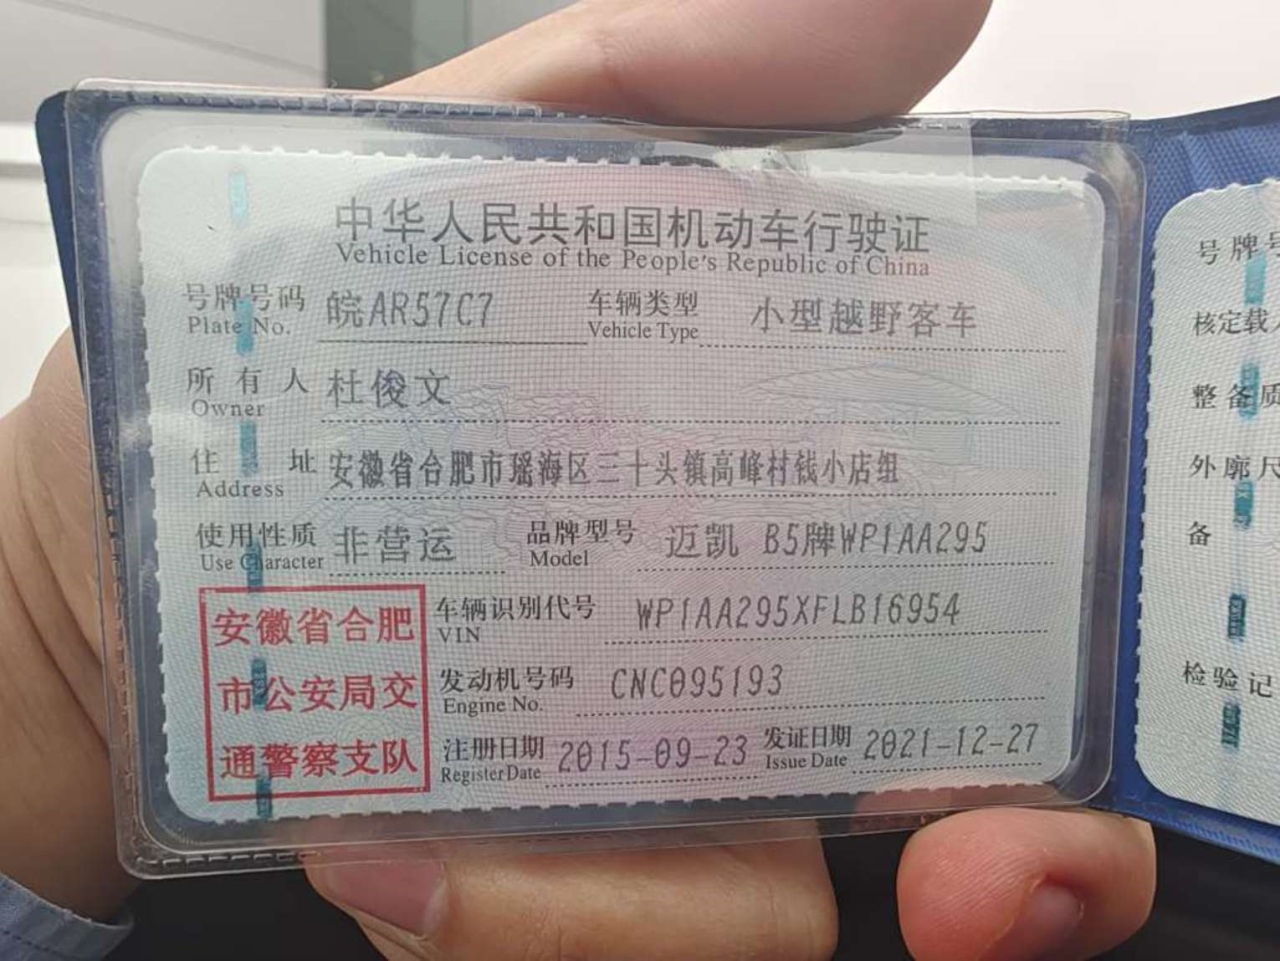 中华人民共和国机动车行驶证
Vehicle License of the People's Republic of China
号牌号码 皖AR57C7 车辆类型 小型越野客车
Plate No. Vehicle Type
所有人 杜俊文
Owner
住址 安徽省合肥市瑶海区三十头镇高峰村钱小店组
Address
使用性质 非营运 品牌型号 迈凯 B5牌WP1AA295
Use Character Model
安徽省合肥
市公安局交
通警察支队
车辆识别代号 WP1AA295XFLB16954
VIN
发动机号码 CNC095193
Engine No.
注册日期 2015-09-23 发证日期 2021-12-27
Register Date Issue Date
号牌号
核定载
整备质
外廓尺
备
检验记